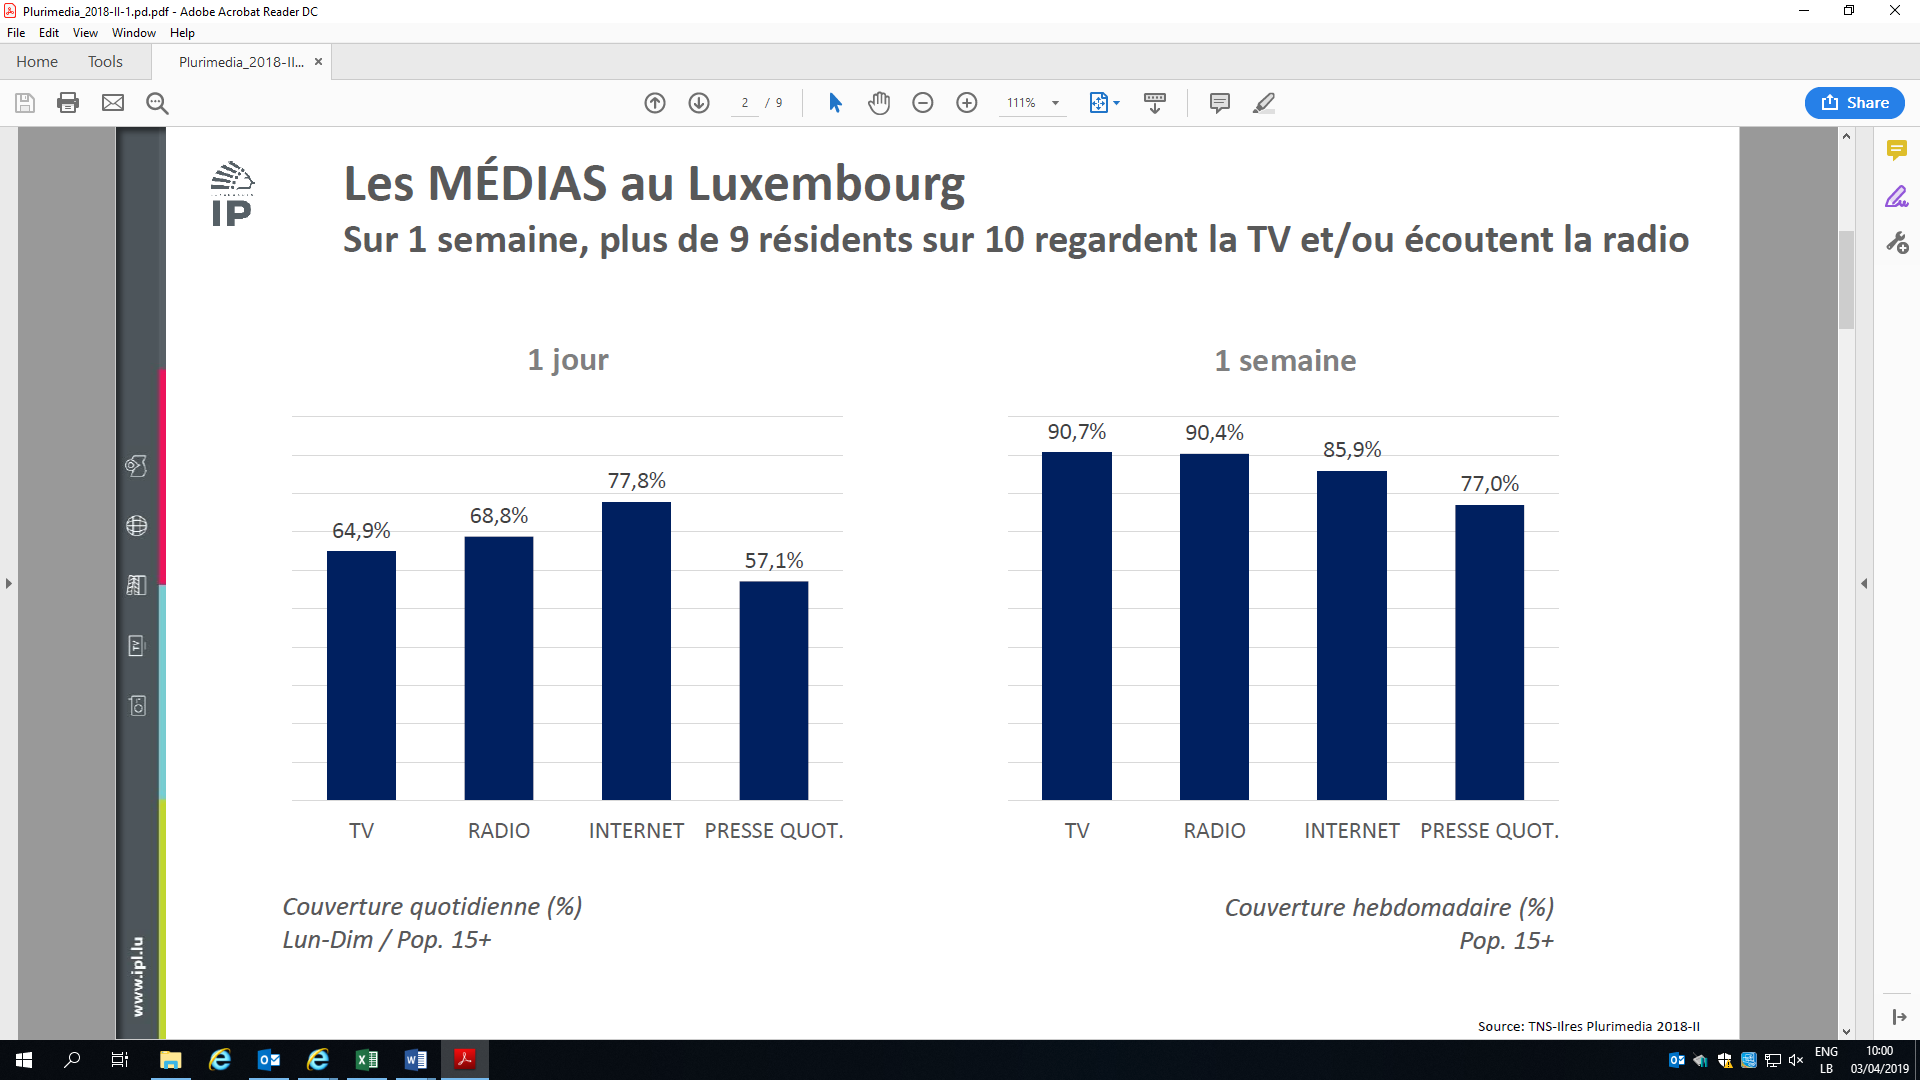 Plurimedia_2018-II-1.pd.pdf - Adobe Acrobat Reader DC
File Edit View Window Help
Home Tools Plurimedia_2018-II...
2 / 9 111% Share
IP
Les MÉDIAS au Luxembourg
Sur 1 semaine, plus de 9 résidents sur 10 regardent la TV et/ou écoutent la radio
1 jour
64,9% 68,8% 77,8% 57,1%
TV RADIO INTERNET PRESSE QUOT.
Couverture quotidienne (%)
Lun-Dim / Pop. 15+
1 semaine
90,7% 90,4% 85,9% 77,0%
TV RADIO INTERNET PRESSE QUOT.
Couverture hebdomadaire (%)
Pop. 15+
TV
www.ipl.lu
Source: TNS-Ilres Plurimedia 2018-II
ENG 10:00
LB 03/04/2019